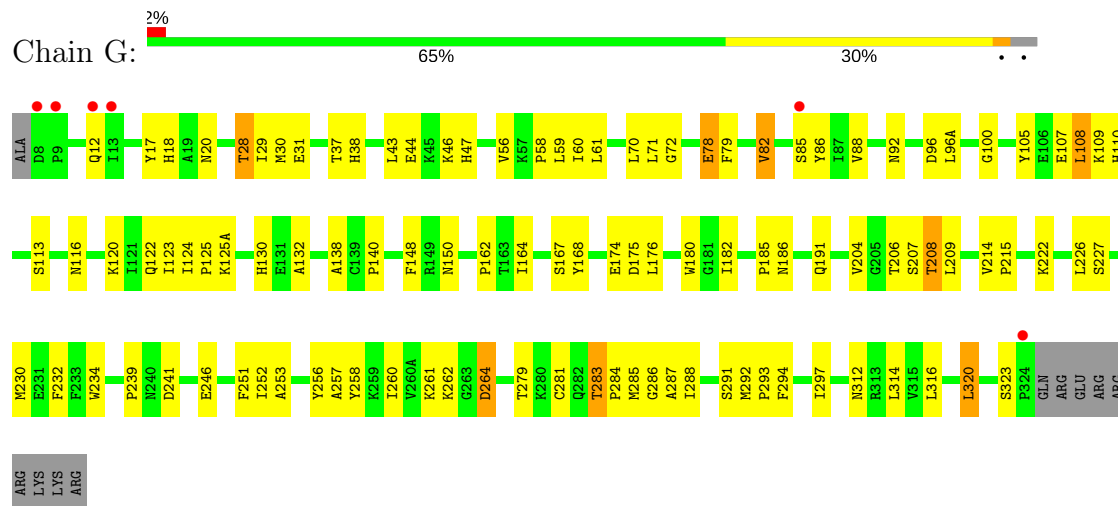 2%
Chain G:
65% 30% • •
ALA D8 P9 Q12 I13 Y17 H18 A19 N20 T28 I29 M30 E31 T37 H38 L43 E44 K45 K46 H47 V56 K57 P58 L59 I60 L61 L70 L71 G72 E78 F79 V82 S85 Y86 I87 V88 N92 D96 L96A G100 Y105 E106 E107 L108 K109 H110
S113 N116 K120 I121 Q122 I123 I124 P125 K125A H130 E131 A132 A138 C139 P140 F148 R149 N150 P162 T163 I164 S167 Y168 E174 D175 L176 W180 G181 I182 P185 N186 Q191 V204 G205 T206 S207 T208 L209 V214 P215 K222 L226 S227
M230 E231 F232 F233 W234 P239 N240 D241 E246 F251 I252 A253 Y256 A257 Y258 K259 I260 V260A K261 K262 G263 D264 T279 K280 C281 Q282 T283 P284 M285 G286 A287 I288 S291 M292 P293 F294 I297 N312 R313 L314 V315 L316 L320 S323 P324 GLN ARG GLU ARG ARG
ARG LYS LYS ARG